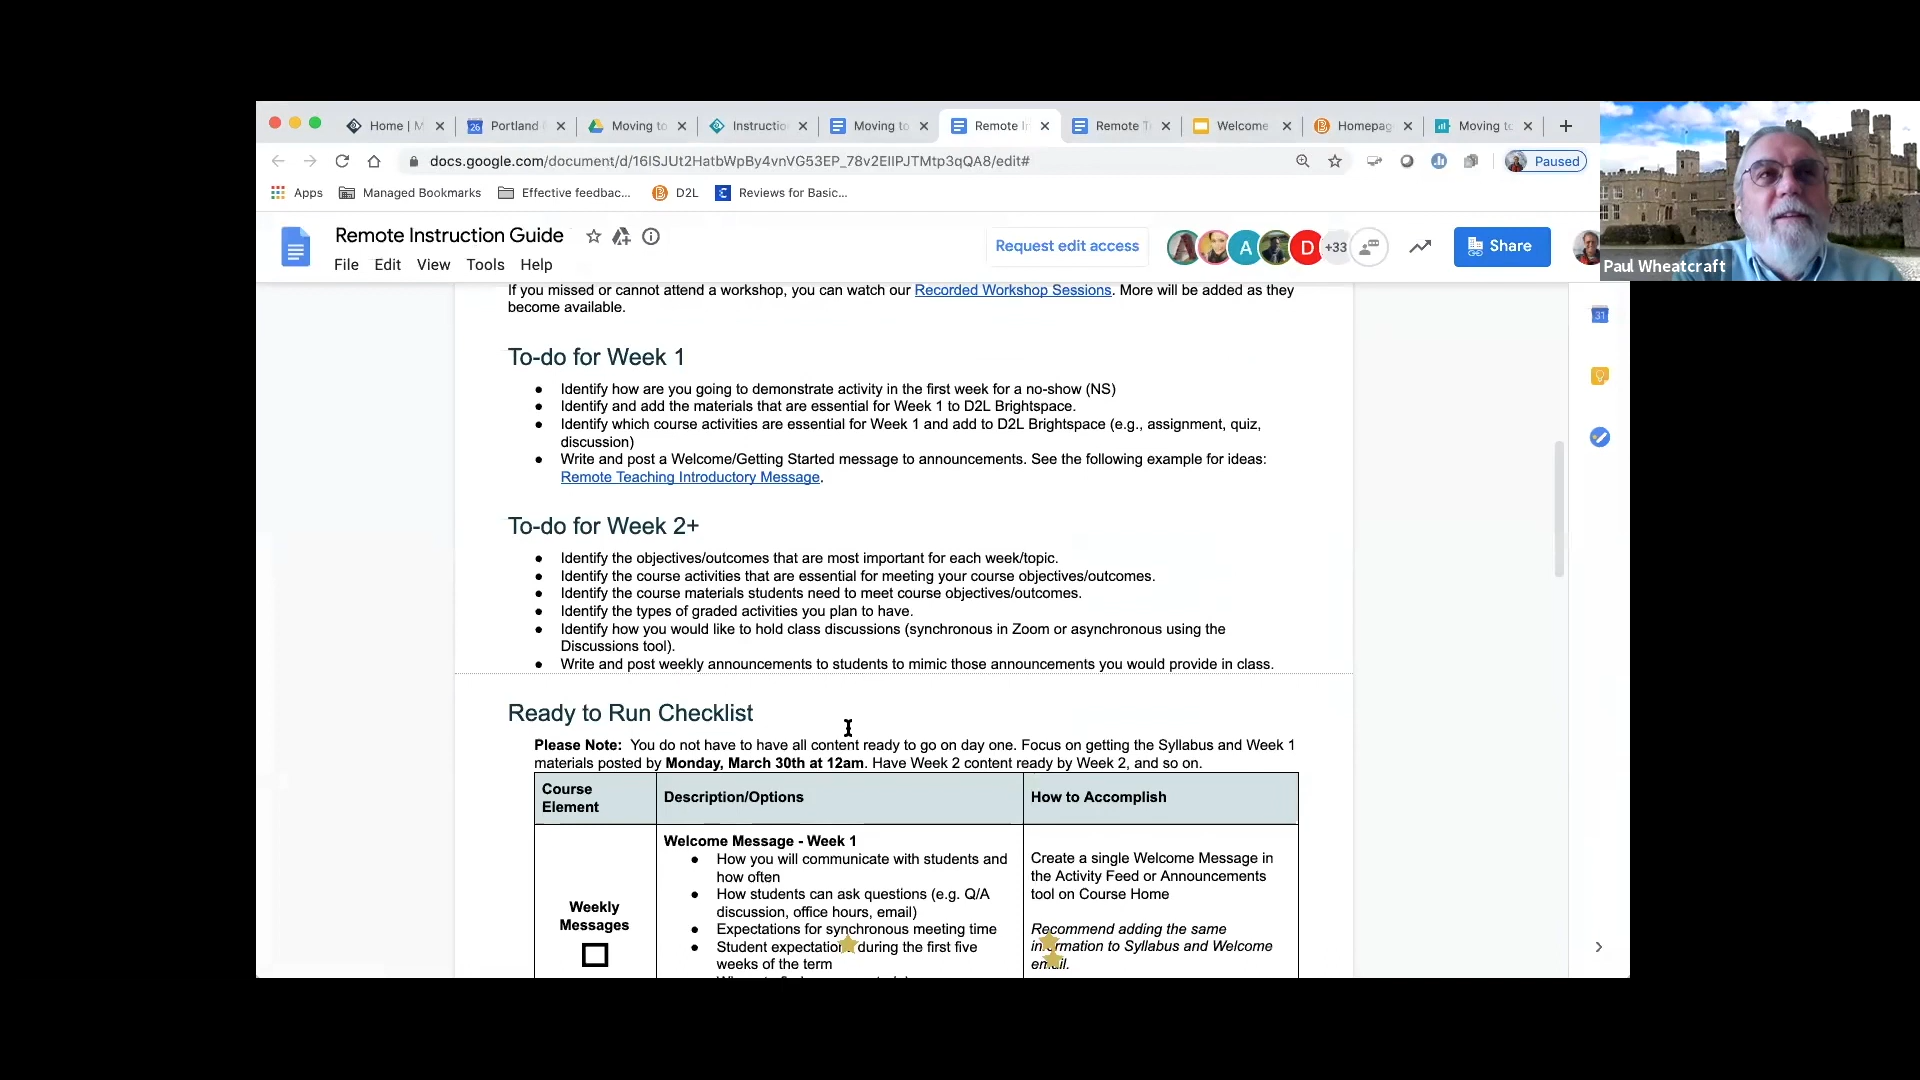 Home | M
Portland
Moving to
Instructio
Moving to
Remote In
Remote T
Welcome
Homepag
Moving to
docs.google.com/document/d/16lSJUt2HatbWpBy4vnVG53EP_78v2EIIPJTMtp3qQA8/edit#
Paused
Apps
Managed Bookmarks
Effective feedbac...
D2L
Reviews for Basic...
Remote Instruction Guide
File Edit View Tools Help
Request edit access
A
D
+33
Share
Paul Wheatcraft
31
If you missed or cannot attend a workshop, you can watch our Recorded Workshop Sessions. More will be added as they
become available.
To-do for Week 1
● Identify how are you going to demonstrate activity in the first week for a no-show (NS)
● Identify and add the materials that are essential for Week 1 to D2L Brightspace.
● Identify which course activities are essential for Week 1 and add to D2L Brightspace (e.g., assignment, quiz,
discussion)
● Write and post a Welcome/Getting Started message to announcements. See the following example for ideas:
Remote Teaching Introductory Message.
To-do for Week 2+
● Identify the objectives/outcomes that are most important for each week/topic.
● Identify the course activities that are essential for meeting your course objectives/outcomes.
● Identify the course materials students need to meet course objectives/outcomes.
● Identify the types of graded activities you plan to have.
● Identify how you would like to hold class discussions (synchronous in Zoom or asynchronous using the
Discussions tool).
● Write and post weekly announcements to students to mimic those announcements you would provide in class.
Ready to Run Checklist
Please Note: You do not have to have all content ready to go on day one. Focus on getting the Syllabus and Week 1
materials posted by Monday, March 30th at 12am. Have Week 2 content ready by Week 2, and so on.
Course
Element
Description/Options
How to Accomplish
Weekly
Messages
Welcome Message - Week 1
● How you will communicate with students and
how often
● How students can ask questions (e.g. Q/A
discussion, office hours, email)
● Expectations for synchronous meeting time
● Student expectations during the first five
weeks of the term
Create a single Welcome Message in
the Activity Feed or Announcements
tool on Course Home
Recommend adding the same
information to Syllabus and Welcome
email.